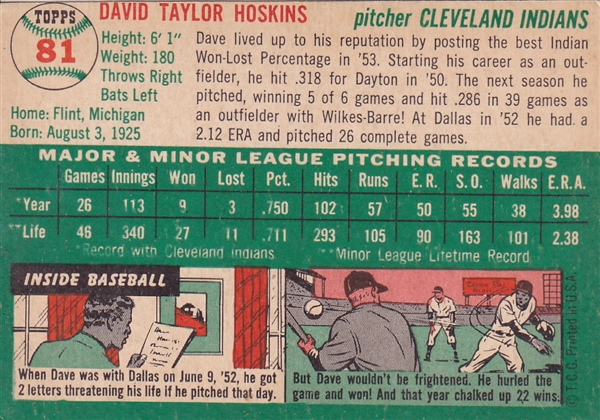 TOPPS
81
DAVID TAYLOR HOSKINS
pitcher CLEVELAND INDIANS
Height: 6' 1"
Weight: 180
Throws Right
Bats Left
Home: Flint, Michigan
Born: August 3, 1925
Dave lived up to his reputation by posting the best Indian
Won-Lost Percentage in '53. Starting his career as an out-
fielder, he hit .318 for Dayton in '50. The next season he
pitched, winning 5 of 6 games and hit .286 in 39 games as
an outfielder with Wilkes-Barre! At Dallas in '52 he had a
2.12 ERA and pitched 26 complete games.
MAJOR & MINOR LEAGUE PITCHING RECORDS
Games Innings Won Lost Pct. Hits Runs E.R. S.O. Walks E.R.A.
*Year 26 113 9 3 .750 102 57 50 55 38 3.98
**Life 46 340 27 11 .711 293 105 90 163 101 2.38
*Record with Cleveland Indians **Minor League Lifetime Record
INSIDE BASEBALL
When Dave was with Dallas on June 9, '52, he got
2 letters threatening his life if he pitched that day.
But Dave wouldn't be frightened. He hurled the
game and won! And that year chalked up 22 wins.
© T.C.G. Printed in U.S.A.